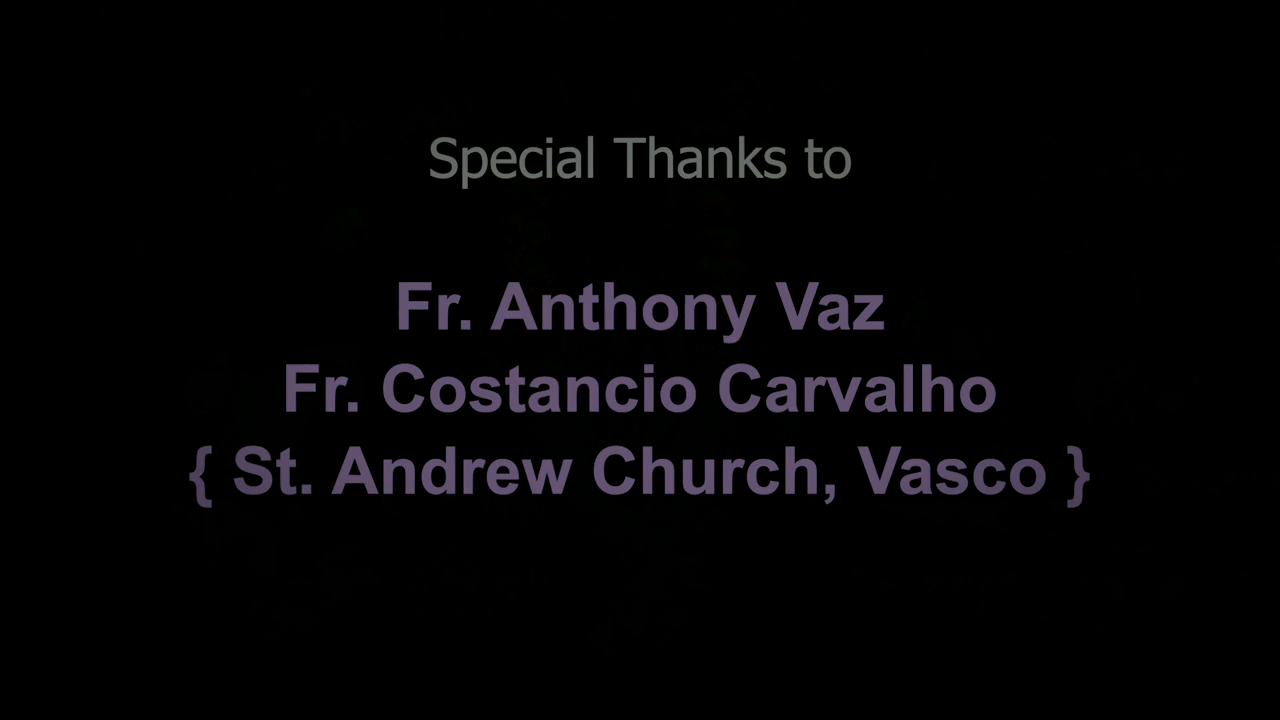 Special Thanks to
Fr. Anthony Vaz
Fr. Costancio Carvalho
{ St. Andrew Church, Vasco }